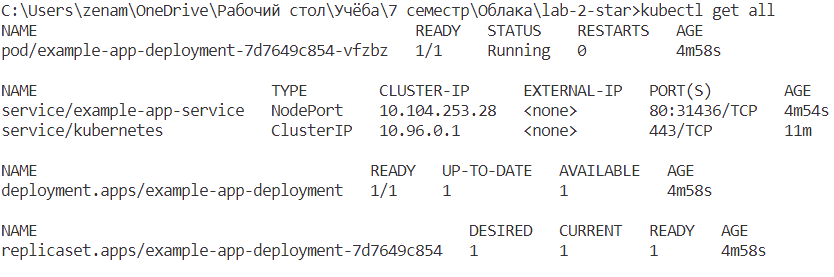 C:\Users\zenam\OneDrive\Рабочий стол\Учёба\7 семестр\Облака\lab-2-star>kubectl get all
NAME READY STATUS RESTARTS AGE
pod/example-app-deployment-7d7649c854-vfzbz 1/1 Running 0 4m58s
NAME TYPE CLUSTER-IP EXTERNAL-IP PORT(S) AGE
service/example-app-service NodePort 10.104.253.28 <none> 80:31436/TCP 4m54s
service/kubernetes ClusterIP 10.96.0.1 <none> 443/TCP 11m
NAME READY UP-TO-DATE AVAILABLE AGE
deployment.apps/example-app-deployment 1/1 1 1 4m58s
NAME DESIRED CURRENT READY AGE
replicaset.apps/example-app-deployment-7d7649c854 1 1 1 4m58s